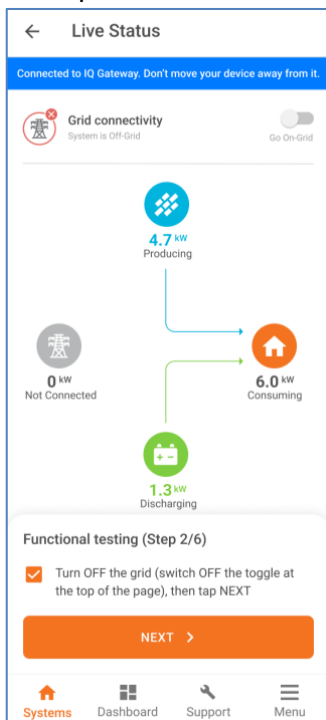 Live Status
Connected to IQ Gateway. Don't move your device away from it.
Grid connectivity
System is Off-Grid
Go On-Grid
4.7 kW
Producing
0 kW
Not Connected
6.0 kW
Consuming
1.3 kW
Discharging
Functional testing (Step 2/6)
Turn OFF the grid (switch OFF the toggle at
the top of the page), then tap NEXT
NEXT
Systems
Dashboard
Support
Menu